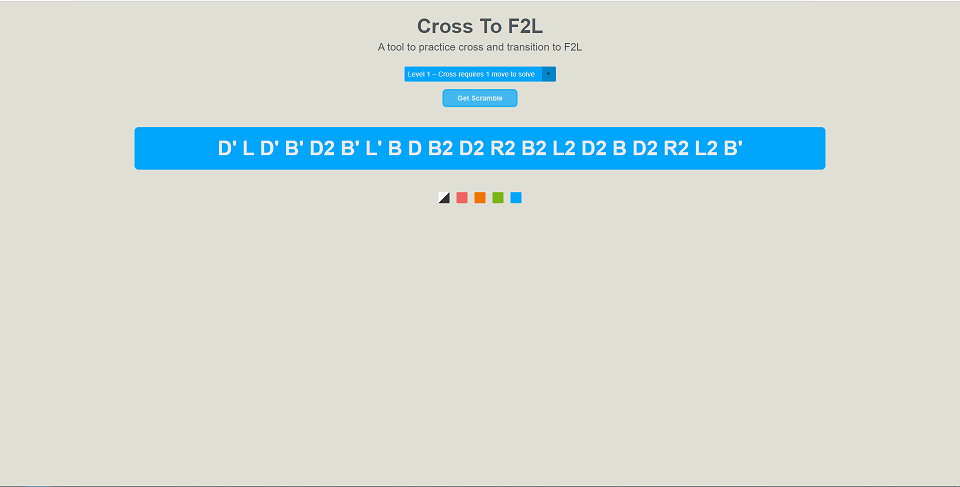 Cross To F2L
A tool to practice cross and transition to F2L
Level 1 – Cross requires 1 move to solve
Get Scramble
D' L D' B' D2 B' L' B D B2 D2 R2 B2 L2 D2 B D2 R2 L2 B'